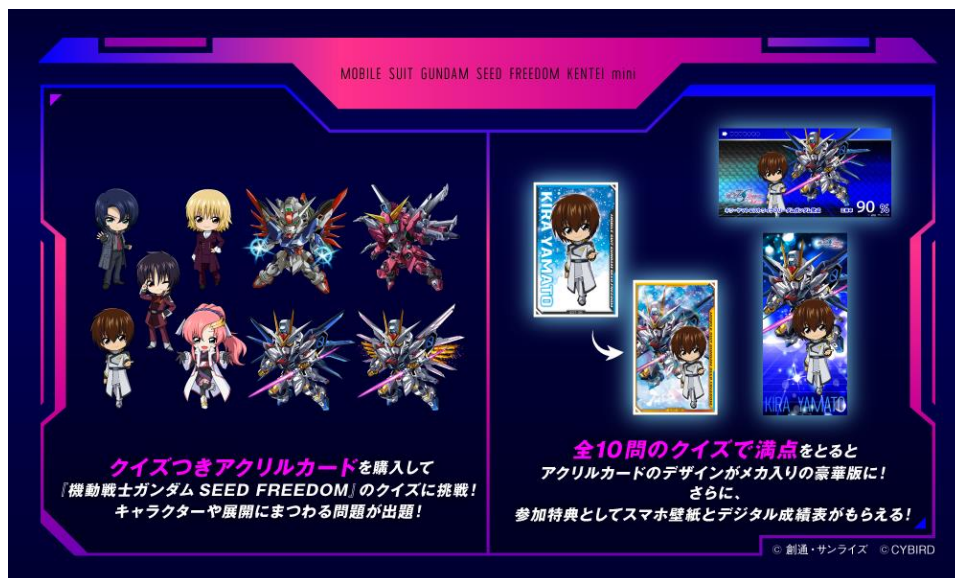 MOBILE SUIT GUNDAM SEED FREEDOM KENTEI mini
クイズつきアクリルカードを購入して
『機動戦士ガンダム SEED FREEDOM』のクイズに挑戦!
キャラクターや展開にまつわる問題が出題!
KIRA YAMATO
90 %
KIRA YAMATO
全10問のクイズで満点をとると
アクリルカードのデザインがメカ入りの豪華版に!
さらに、
参加特典としてスマホ壁紙とデジタル成績表がもらえる!
© 創通・サンライズ © CYBIRD